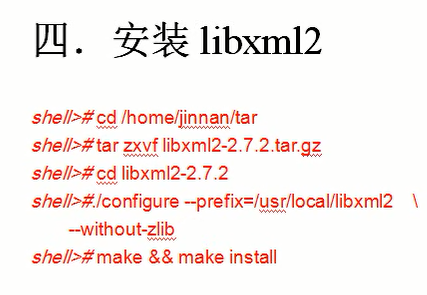 四．安装 libxml2
shell># cd /home/jinnan/tar
shell># tar zxvf libxml2-2.7.2.tar.gz
shell># cd libxml2-2.7.2
shell>#./configure --prefix=/usr/local/libxml2 \
--without-zlib
shell># make && make install